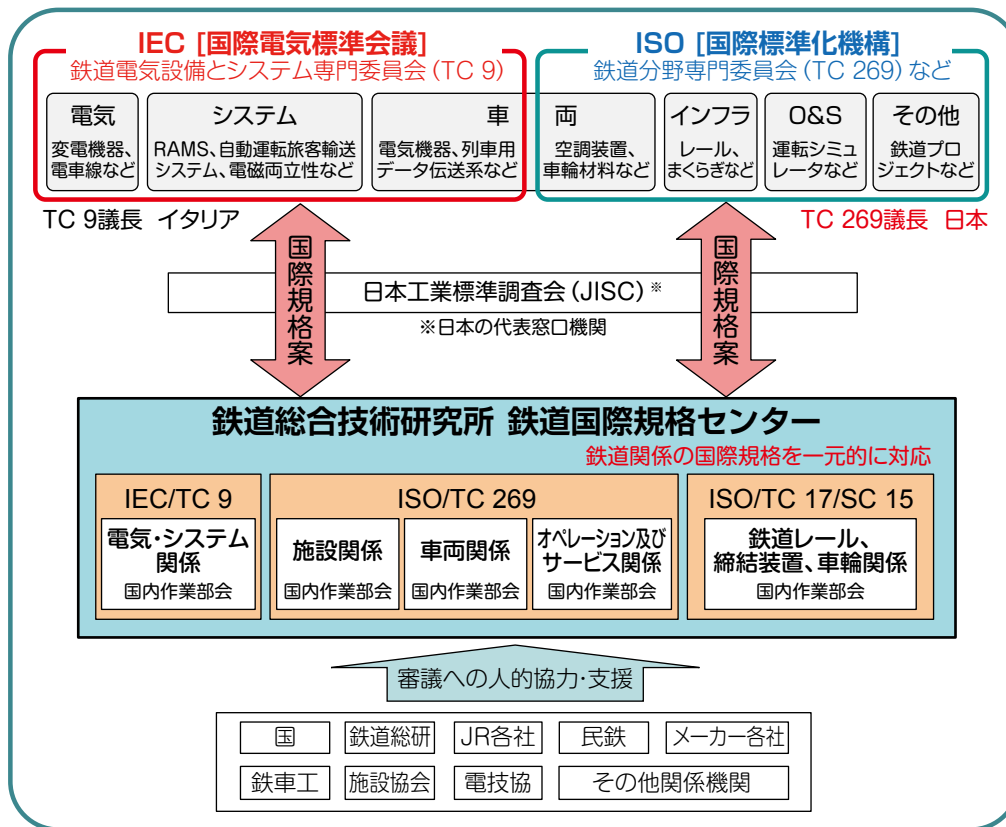 IEC [国際電気標準会議]
鉄道電気設備とシステム専門委員会(TC 9)
ISO [国際標準化機構]
鉄道分野専門委員会(TC 269)など
電気
変電機器、
電車線など
システム
RAMS、自動運転旅客輸送
システム、電磁両立性など
車両
電気機器、列車用
データ伝送系など
空調装置、
車輪材料など
インフラ
レール、
まくらぎなど
O&S
運転シミュ
レータなど
その他
鉄道プロ
ジェクトなど
TC 9議長 イタリア
TC 269議長 日本
国際規格案
国際規格案
日本工業標準調査会(JISC)※
※日本の代表窓口機関
鉄道総合技術研究所 鉄道国際規格センター
鉄道関係の国際規格を一元的に対応
IEC/TC 9
電気・システム
関係
国内作業部会
ISO/TC 269
施設関係
国内作業部会
車両関係
国内作業部会
オペレーション及び
サービス関係
国内作業部会
ISO/TC 17/SC 15
鉄道レール、
締結装置、車輪関係
国内作業部会
審議への人的協力・支援
国
鉄道総研
JR各社
民鉄
メーカー各社
鉄車工
施設協会
電技協
その他関係機関